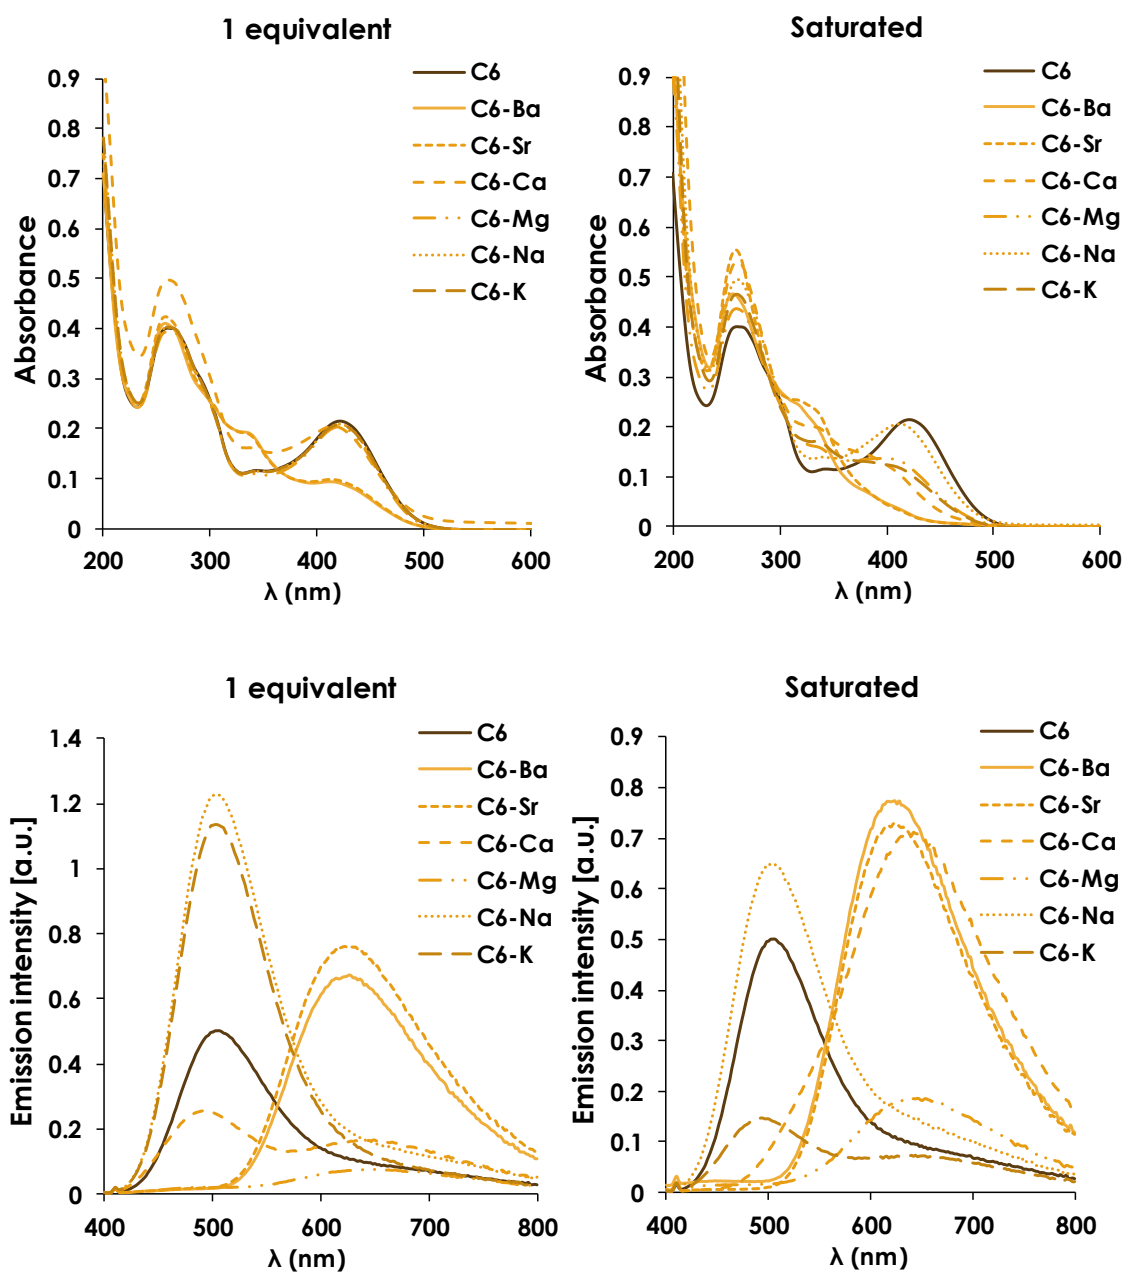 1 equivalent
C6
C6-Ba
C6-Sr
C6-Ca
C6-Mg
C6-Na
C6-K
Absorbance
0.9
0.8
0.7
0.6
0.5
0.4
0.3
0.2
0.1
0
200 300 400 500 600
λ (nm)
Saturated
C6
C6-Ba
C6-Sr
C6-Ca
C6-Mg
C6-Na
C6-K
Absorbance
0.9
0.8
0.7
0.6
0.5
0.4
0.3
0.2
0.1
0
200 300 400 500 600
λ (nm)
1 equivalent
C6
C6-Ba
C6-Sr
C6-Ca
C6-Mg
C6-Na
C6-K
Emission intensity [a.u.]
1.4
1.2
1
0.8
0.6
0.4
0.2
0
400 500 600 700 800
λ (nm)
Saturated
C6
C6-Ba
C6-Sr
C6-Ca
C6-Mg
C6-Na
C6-K
Emission intensity [a.u.]
0.9
0.8
0.7
0.6
0.5
0.4
0.3
0.2
0.1
0
400 500 600 700 800
λ (nm)